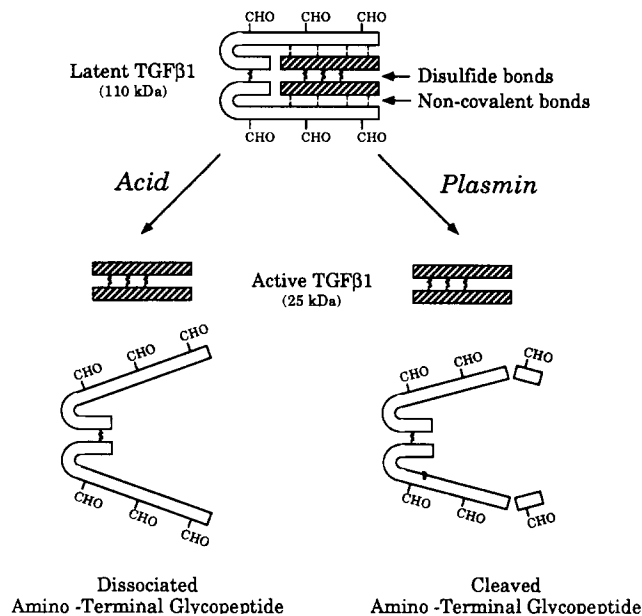 CHO CHO CHO
Latent TGFβ1
(110 kDa)
Disulfide bonds
Non-covalent bonds
CHO CHO CHO
Acid
Plasmin
Active TGFβ1
(25 kDa)
CHO CHO CHO
CHO CHO CHO
CHO CHO CHO
CHO CHO CHO
Dissociated
Amino -Terminal Glycopeptide
Cleaved
Amino -Terminal Glycopeptide